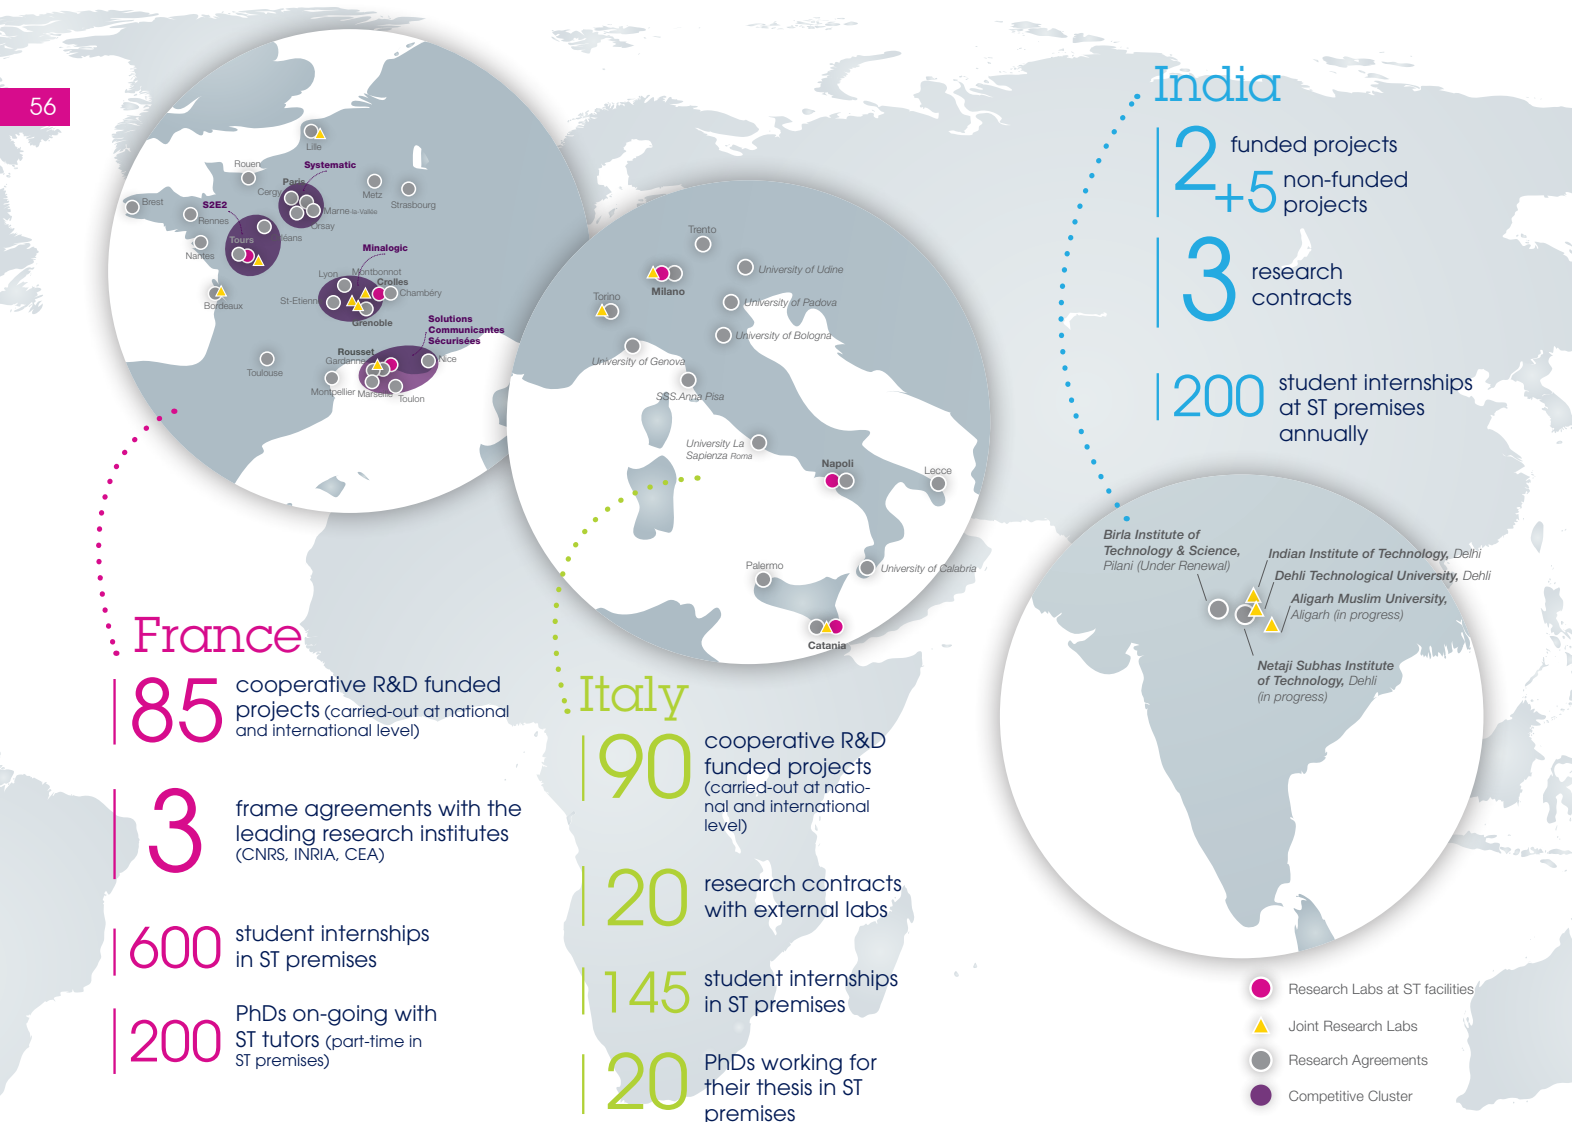 56
Lille
Rouen
Systematic
Paris
Cergy
Metz
Strasbourg
Marne-la-Vallée
Orsay
Brest
S2E2
Rennes
Tours
éans
Nantes
Minalogic
Lyon
Montbonnot
Crolles
Chambéry
St-Etienn
Grenoble
Bordeaux
Solutions
Communicantes
Sécurisées
Rousset
Gardanne
Nice
Toulouse
Montpellier
Marseille
Toulon
Trento
University of Udine
Milano
Torino
University of Padova
University of Bologna
University of Genova
SSS.Anna Pisa
University La
Sapienza Roma
Napoli
Lecce
Palermo
University of Calabria
Catania
India
2 funded projects
+5 non-funded
projects
3 research
contracts
200 student internships
at ST premises
annually
Birla Institute of
Technology & Science,
Pilani (Under Renewal)
Indian Institute of Technology, Delhi
Dehli Technological University, Dehli
Aligarh Muslim University,
Aligarh (in progress)
Netaji Subhas Institute
of Technology, Dehli
(in progress)
France
85 cooperative R&D funded
projects (carried-out at national
and international level)
3 frame agreements with the
leading research institutes
(CNRS, INRIA, CEA)
600 student internships
in ST premises
200 PhDs on-going with
ST tutors (part-time in
ST premises)
Italy
90 cooperative R&D
funded projects
(carried-out at natio-
nal and international
level)
20 research contracts
with external labs
145 student internships
in ST premises
20 PhDs working for
their thesis in ST
premises
Research Labs at ST facilities
Joint Research Labs
Research Agreements
Competitive Cluster